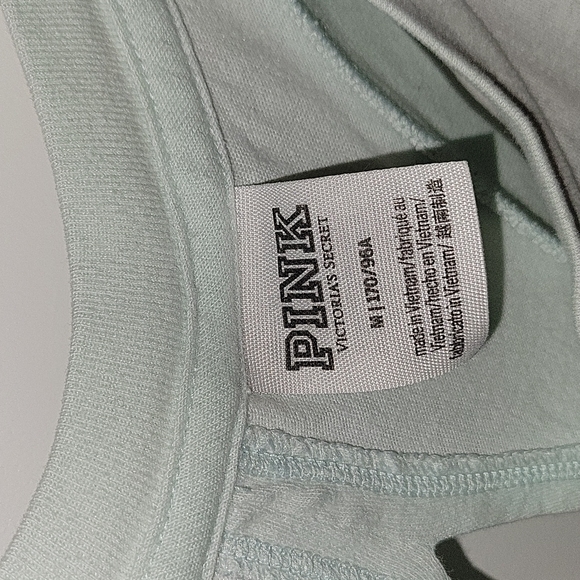 PINK
VICTORIA'S SECRET
M | 170/96A
made in Vietnam/fabriqué au
Vietnam/hecho en Vietnam/
fabbricato in Vietnam/ 越南制造